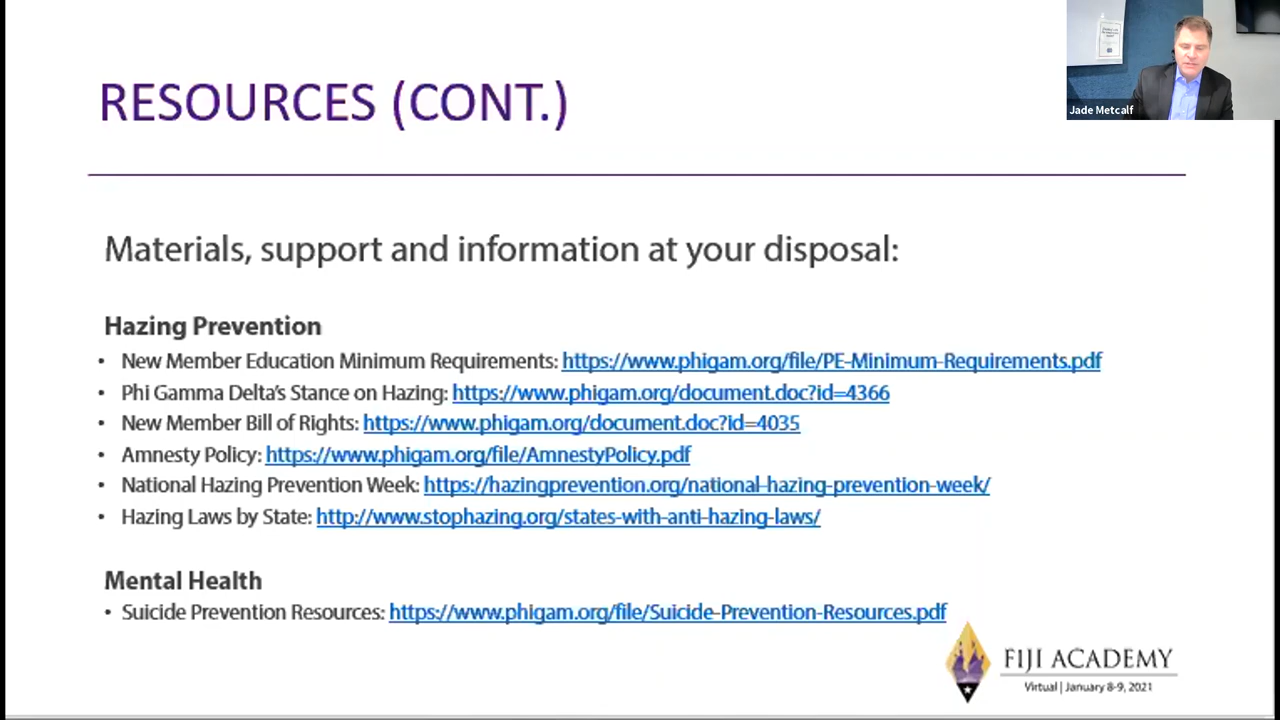 RESOURCES (CONT.)
Jade Metcalf
Materials, support and information at your disposal:
Hazing Prevention
• New Member Education Minimum Requirements: https://www.phigam.org/file/PE-Minimum-Requirements.pdf
• Phi Gamma Delta's Stance on Hazing: https://www.phigam.org/document.doc?id=4366
• New Member Bill of Rights: https://www.phigam.org/document.doc?id=4035
• Amnesty Policy: https://www.phigam.org/file/AmnestyPolicy.pdf
• National Hazing Prevention Week: https://hazingprevention.org/national-hazing-prevention-week/
• Hazing Laws by State: http://www.stophazing.org/states-with-anti-hazing-laws/
Mental Health
• Suicide Prevention Resources: https://www.phigam.org/file/Suicide-Prevention-Resources.pdf
FIJI ACADEMY
Virtual | January 8-9, 2021